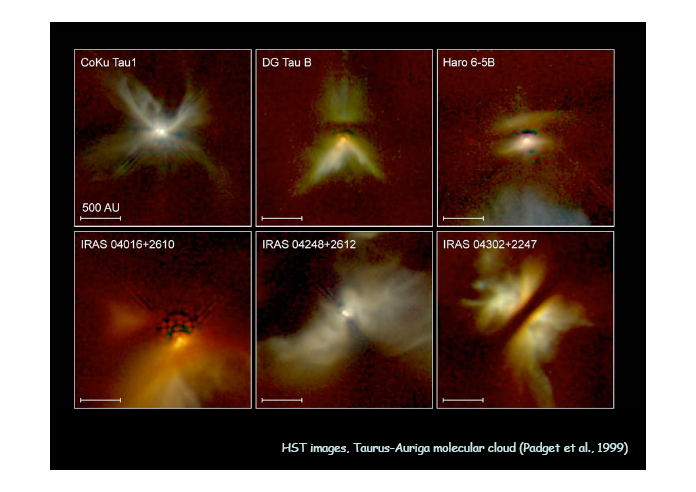 CoKu Tau1
DG Tau B
Haro 6-5B
500 AU
IRAS 04016+2610
IRAS 04248+2612
IRAS 04302+2247
HST images, Taurus-Auriga molecular cloud (Padget et al., 1999)